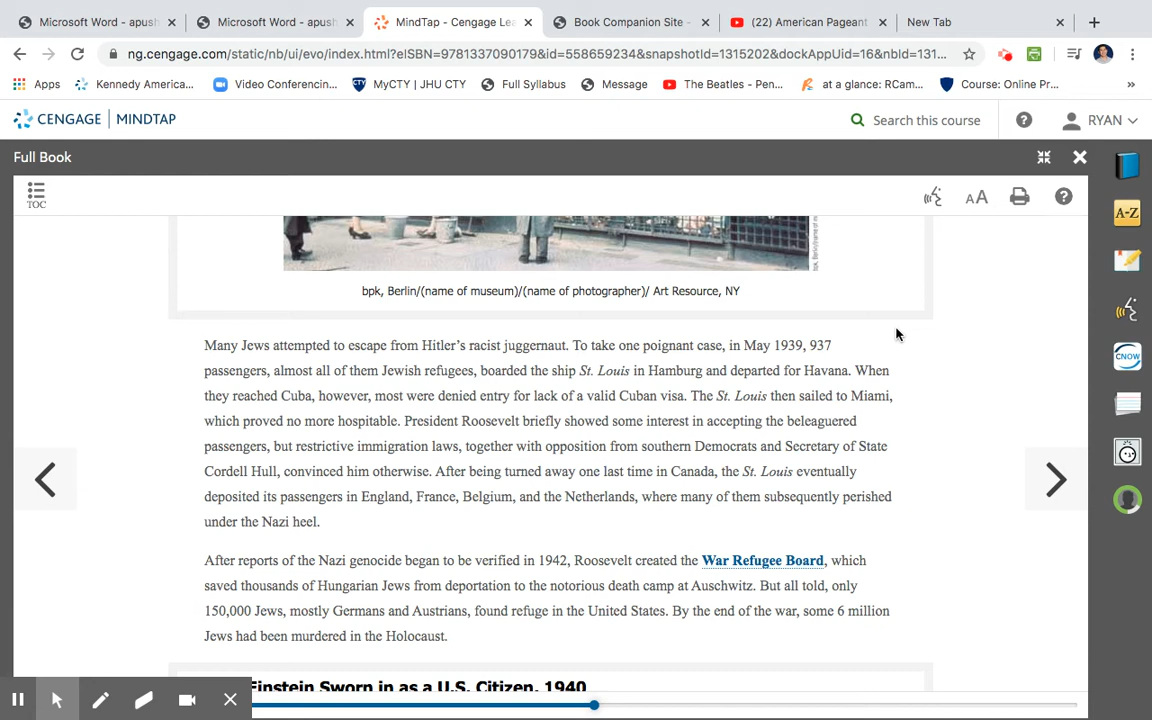 Microsoft Word - apush
Microsoft Word - apush
MindTap - Cengage Lea
Book Companion Site -
(22) American Pageant
New Tab
ng.cengage.com/static/nb/ui/evo/index.html?eISBN=9781337090179&id=558659234&snapshotId=1315202&dockAppUid=16&nbId=131...
Apps
Kennedy America...
Video Conferencin...
MyCTY | JHU CTY
Full Syllabus
Message
The Beatles - Pen...
at a glance: RCam...
Course: Online Pr...
»
CENGAGE | MINDTAP
Search this course
RYAN
Full Book
TOC
AA
A-Z
CNOW
bpk, Berlin/(name of museum)/(name of photographer)/ Art Resource, NY
Many Jews attempted to escape from Hitler's racist juggernaut. To take one poignant case, in May 1939, 937
passengers, almost all of them Jewish refugees, boarded the ship St. Louis in Hamburg and departed for Havana. When
they reached Cuba, however, most were denied entry for lack of a valid Cuban visa. The St. Louis then sailed to Miami,
which proved no more hospitable. President Roosevelt briefly showed some interest in accepting the beleaguered
passengers, but restrictive immigration laws, together with opposition from southern Democrats and Secretary of State
Cordell Hull, convinced him otherwise. After being turned away one last time in Canada, the St. Louis eventually
deposited its passengers in England, France, Belgium, and the Netherlands, where many of them subsequently perished
under the Nazi heel.
After reports of the Nazi genocide began to be verified in 1942, Roosevelt created the War Refugee Board, which
saved thousands of Hungarian Jews from deportation to the notorious death camp at Auschwitz. But all told, only
150,000 Jews, mostly Germans and Austrians, found refuge in the United States. By the end of the war, some 6 million
Jews had been murdered in the Holocaust.
Einstein Sworn in as a U.S. Citizen, 1940